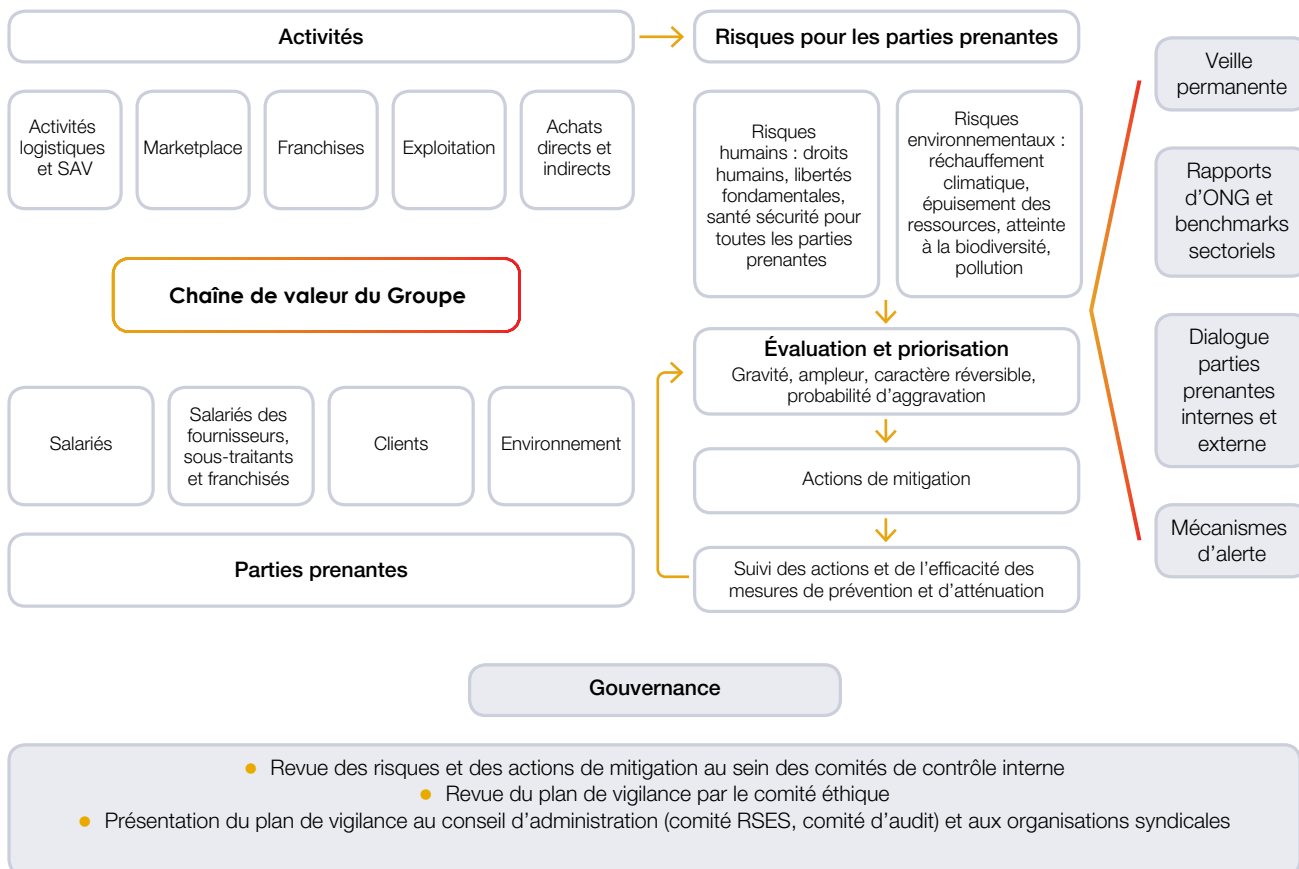 Activités
Risques pour les parties prenantes
Activités
logistiques
et SAV
Marketplace
Franchises
Exploitation
Achats
directs et
indirects
Chaîne de valeur du Groupe
Salariés
Salariés des
fournisseurs,
sous-traitants
et franchisés
Clients
Environnement
Parties prenantes
Risques
humains : droits
humains, libertés
fondamentales,
santé sécurité pour
toutes les parties
prenantes
Risques
environnementaux :
réchauffement
climatique,
épuisement des
ressources, atteinte
à la biodiversité,
pollution
Évaluation et priorisation
Gravité, ampleur, caractère réversible,
probabilité d’aggravation
Actions de mitigation
Suivi des actions et de l’efficacité des
mesures de prévention et d’atténuation
Veille
permanente
Rapports
d’ONG et
benchmarks
sectoriels
Dialogue
parties
prenantes
internes et
externe
Mécanismes
d’alerte
Gouvernance
● Revue des risques et des actions de mitigation au sein des comités de contrôle interne
● Revue du plan de vigilance par le comité éthique
● Présentation du plan de vigilance au conseil d’administration (comité RSES, comité d’audit) et aux organisations syndicales